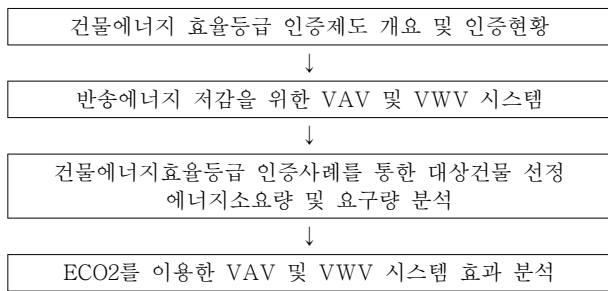 건물에너지 효율등급 인증제도 개요 및 인증현황
↓
반송에너지 저감을 위한 VAV 및 VWV 시스템
↓
건물에너지효율등급 인증사례를 통한 대상건물 선정
에너지소요량 및 요구량 분석
↓
ECO2를 이용한 VAV 및 VWV 시스템 효과 분석